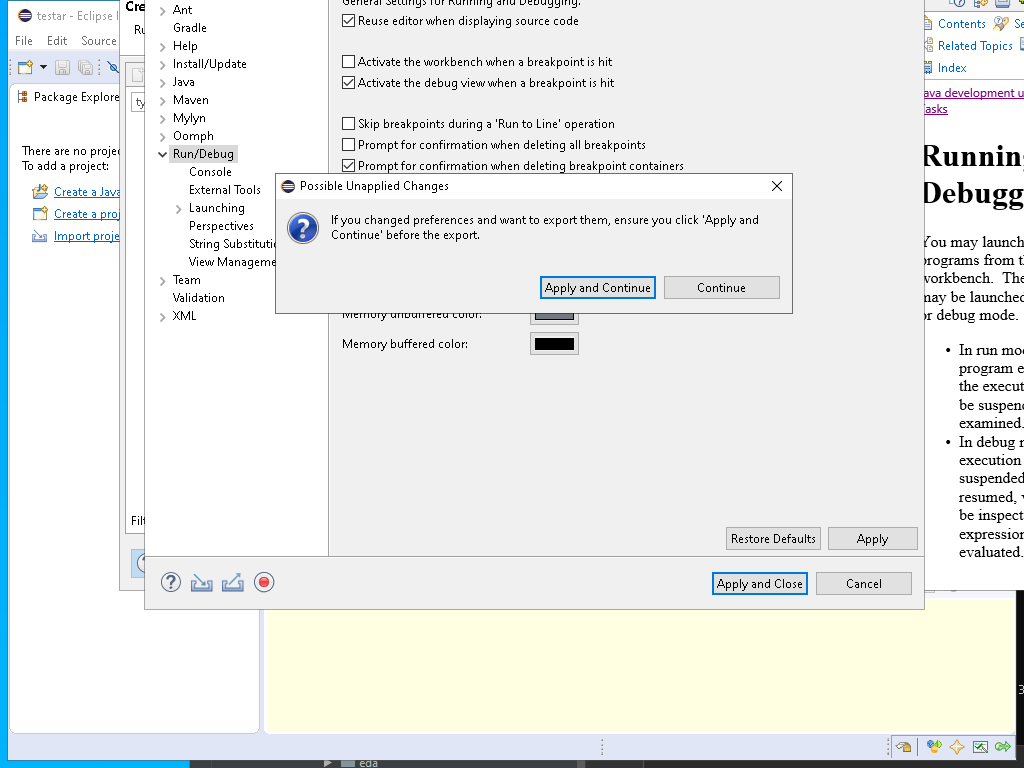 testar - Eclipse I
File Edit Source
Package Explore
There are no projec
To add a project:
Create a Java
Create a proj
Import proje
Cre
Ru
ty
Filt
Ant
Gradle
Help
Install/Update
Java
Maven
Mylyn
Oomph
Run/Debug
Console
External Tools
Launching
Perspectives
String Substituti
View Manageme
Team
Validation
XML
General Settings for Running and Debugging.
Reuse editor when displaying source code
Activate the workbench when a breakpoint is hit
Activate the debug view when a breakpoint is hit
Skip breakpoints during a 'Run to Line' operation
Prompt for confirmation when deleting all breakpoints
Prompt for confirmation when deleting breakpoint containers
Possible Unapplied Changes
If you changed preferences and want to export them, ensure you click 'Apply and
Continue' before the export.
Apply and Continue Continue
Memory unbuffered color:
Memory buffered color:
Restore Defaults Apply
Apply and Close Cancel
Contents Se
Related Topics
Index
ava development u
asks
Running
Debugg
You may launch
programs from th
workbench. The
may be launched
or debug mode.
• In run mod
program e
the execut
be suspend
examined.
• In debug m
execution
suspended
resumed, v
be inspect
expression
evaluated.
3
eda